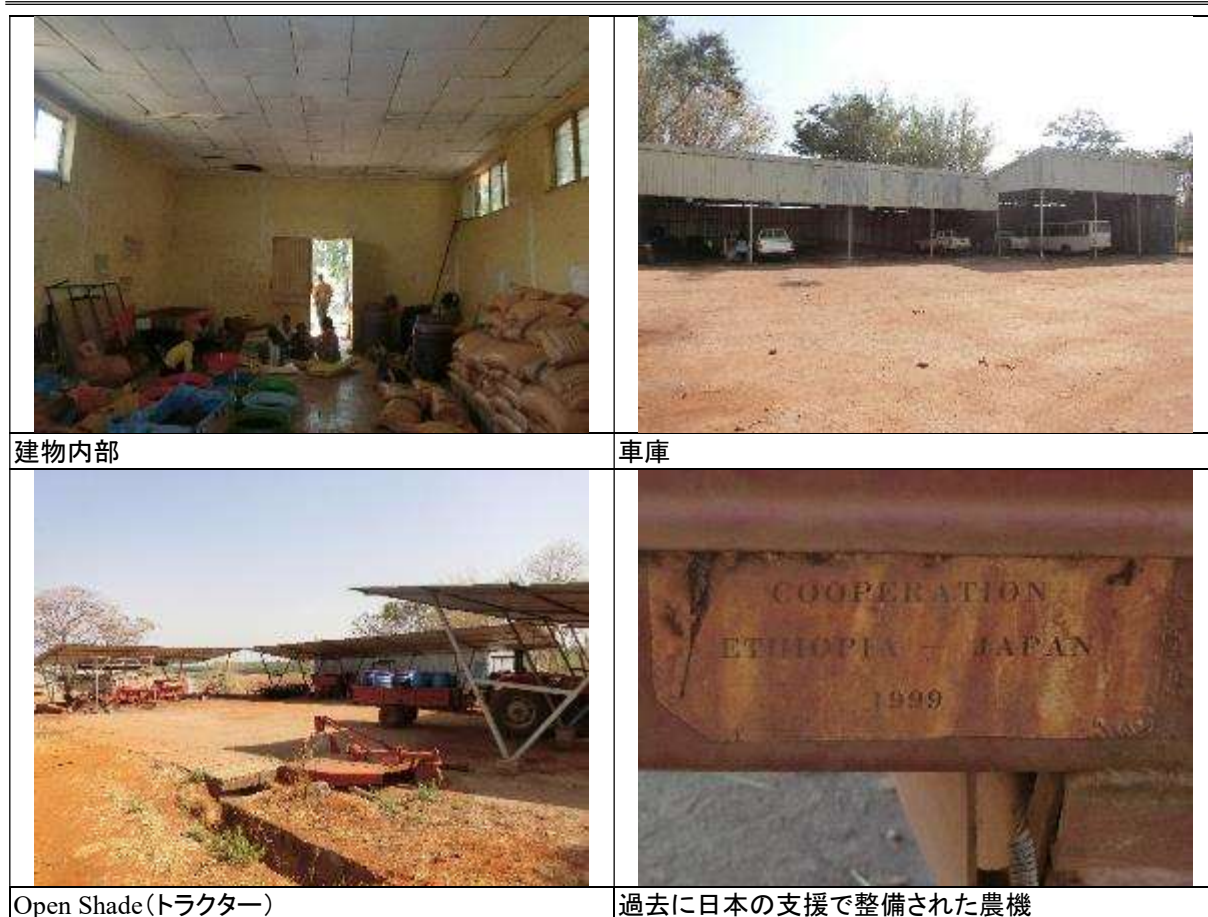 建物内部
車庫
COOPERATION
ETHIOPIA - JAPAN
1999
Open Shade（トラクター）
過去に日本の支援で整備された農機